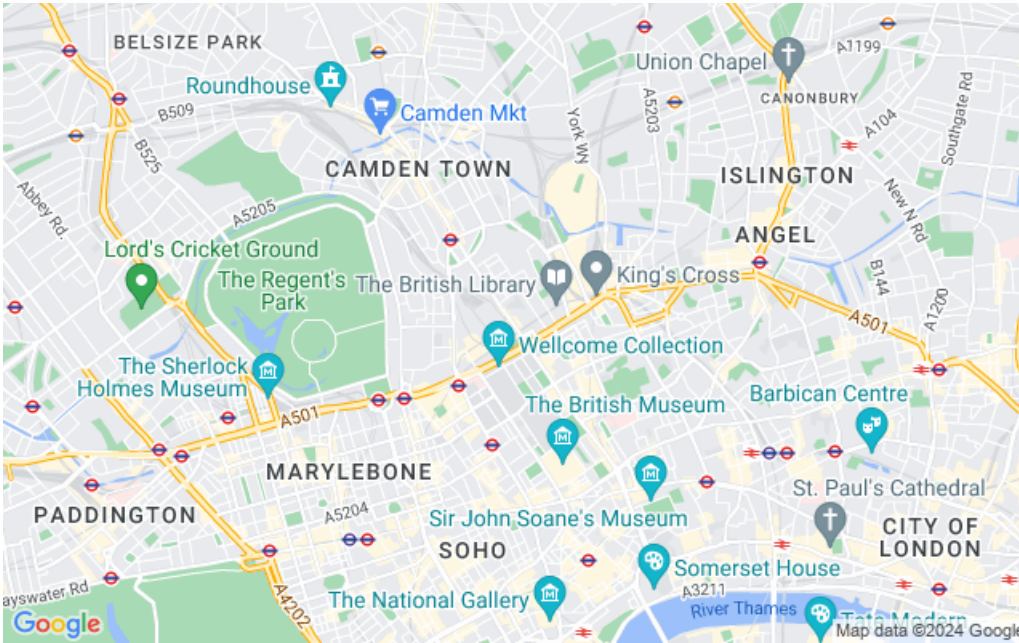 BELSIZE PARK
A1199
Union Chapel
Roundhouse
CANONBURY
B509
Camden Mkt
A5203
A104
Southgate Rd
York Wy
B525
CAMDEN TOWN
ISLINGTON
Abbey Rd.
New N Rd
A5205
ANGEL
Lord's Cricket Ground
The Regent's
Park
The British Library
King's Cross
B144
A1200
A501
Wellcome Collection
The Sherlock
Holmes Museum
A501
The British Museum
Barbican Centre
MARYLEBONE
St. Paul's Cathedral
PADDINGTON
A5204
Sir John Soane's Museum
CITY OF
LONDON
SOHO
Somerset House
ayswater Rd
A4202
The National Gallery
A3211
River Thames
Tate Modern
Google
Map data ©2024 Google